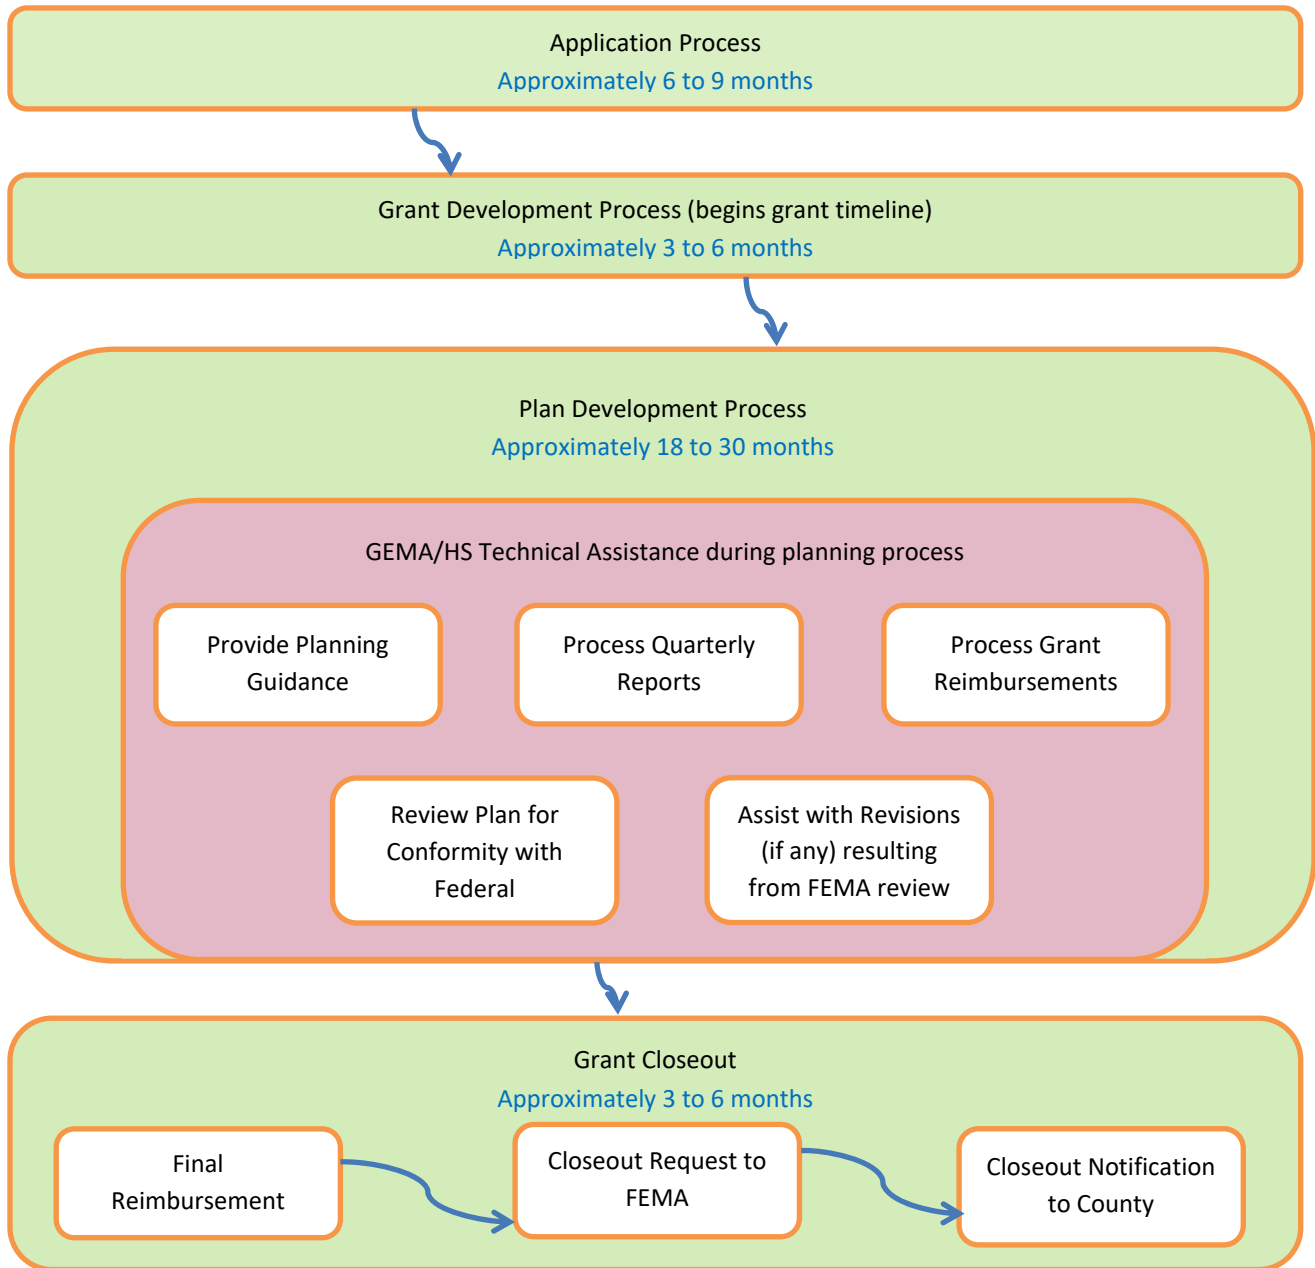 Application Process
Approximately 6 to 9 months
Grant Development Process (begins grant timeline)
Approximately 3 to 6 months
Plan Development Process
Approximately 18 to 30 months
GEMA/HS Technical Assistance during planning process
Provide Planning
Guidance
Process Quarterly
Reports
Process Grant
Reimbursements
Review Plan for
Conformity with
Federal
Assist with Revisions
(if any) resulting
from FEMA review
Grant Closeout
Approximately 3 to 6 months
Final
Reimbursement
Closeout Request to
FEMA
Closeout Notification
to County